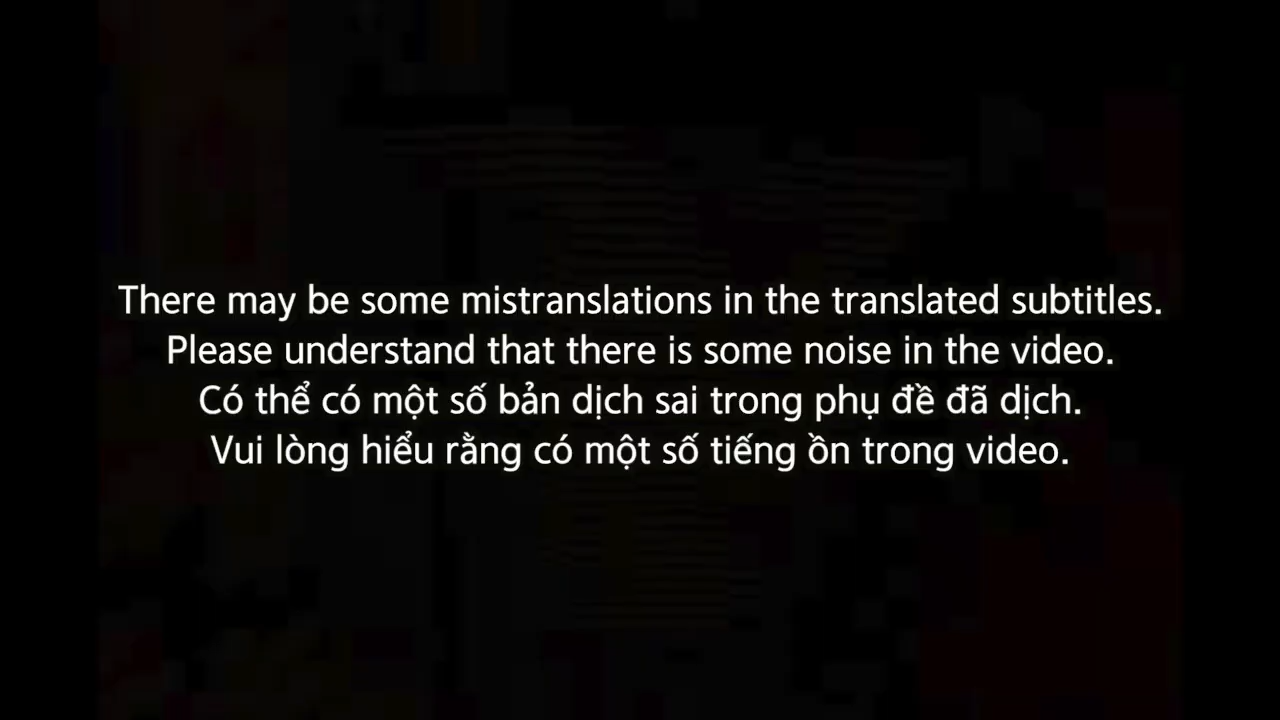 There may be some mistranslations in the translated subtitles.
Please understand that there is some noise in the video.
Có thể có một số bản dịch sai trong phụ đề đã dịch.
Vui lòng hiểu rằng có một số tiếng ồn trong video.